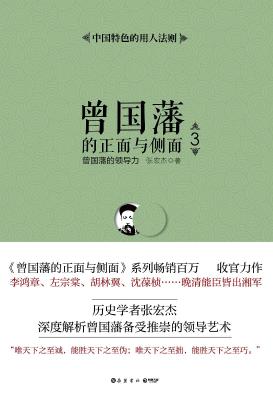 中国特色的用人法则
曾国藩
的正面与侧面
3
曾国藩的领导力 张宏杰○著
《曾国藩的正面与侧面》系列畅销百万 收官力作
李鸿章、左宗棠、胡林翼、沈葆桢……晚清能臣皆出湘军
历史学者张宏杰
深度解析曾国藩备受推崇的领导艺术
“唯天下之至诚，能胜天下之至伪；唯天下之至拙，能胜天下之至巧。”
岳麓书社